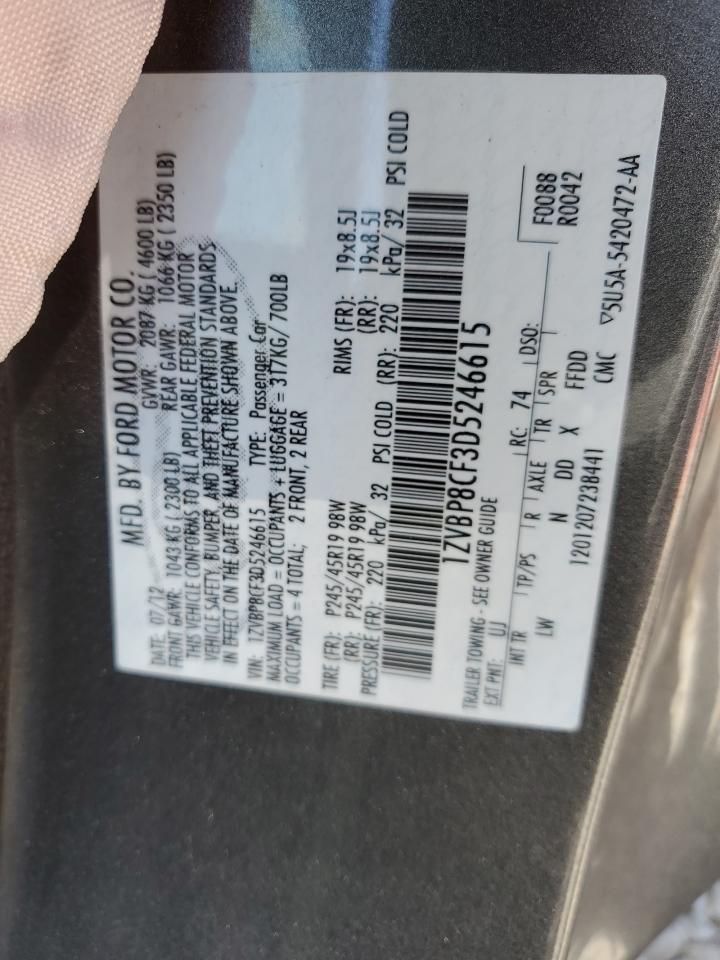 MFD. BY FORD MOTOR CO.
DATE: 07/12 GVWR: 2087 KG ( 4600 LB)
FRONT GAWR: 1043 KG ( 2300 LB) REAR GAWR: 1066 KG ( 2350 LB)
THIS VEHICLE CONFORMS TO ALL APPLICABLE FEDERAL MOTOR
VEHICLE SAFETY, BUMPER, AND THEFT PREVENTION STANDARDS
IN EFFECT ON THE DATE OF MANUFACTURE SHOWN ABOVE.
VIN: 1ZVBP8CF3D5246615 TYPE: Passenger Car
MAXIMUM LOAD = OCCUPANTS + LUGGAGE = 317KG/ 700LB
OCCUPANTS = 4 TOTAL: 2 FRONT, 2 REAR
TIRE (FR): P245/45R19 98W RIMS (FR): 19x8.5J
(RR): P245/45R19 98W (RR): 19x8.5J
PRESSURE (FR): 220 kPa/ 32 PSI COLD (RR): 220 kPa/ 32 PSI COLD
1ZVBP8CF3D5246615
TRAILER TOWING - SEE OWNER GUIDE
EXT PNT: UJ RC: 74 DSO: F0088
INT TR TP/PS R AXLE TR SPR R0042
LW N DD X FFDD
1201207238441 CMC ▽5U5A-5420472-AA